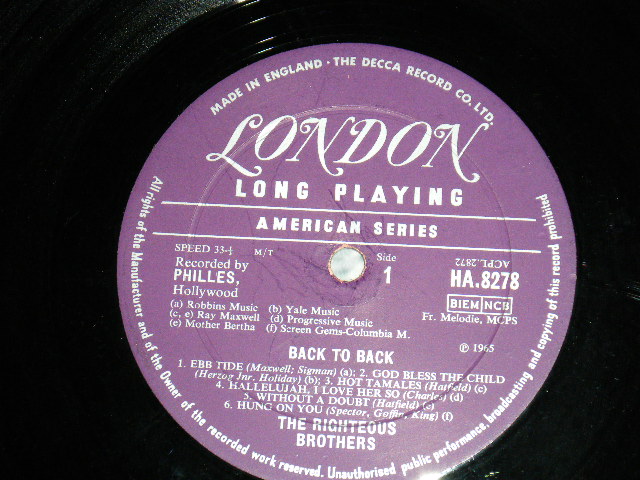 MADE IN ENGLAND · THE DECCA RECORD CO. LTD.
LONDON
LONG PLAYING
AMERICAN SERIES
SPEED 33⅓ M/T
Side
1
ACPL.2872
HA.8278
Recorded by
PHILLES,
Hollywood
BIEM NCB
Fr. Melodie, MCPS
(a) Robbins Music (b) Yale Music
(c, e) Ray Maxwell (d) Progressive Music
(e) Mother Bertha (f) Screen Gems-Columbia M.
BACK TO BACK
℗ 1965
1. EBB TIDE (Maxwell; Sigman) (a); 2. GOD BLESS THE CHILD
(Herzog Jnr. Holiday) (b); 3. HOT TAMALES (Hatfield) (c)
4. HALLELUJAH, I LOVE HER SO (Charles) (d)
5. WITHOUT A DOUBT (Hatfield) (e)
6. HUNG ON YOU (Spector, Goffin, King) (f)
THE RIGHTEOUS
BROTHERS
All rights of the Manufacturer and of the Owner of the recorded work reserved. Unauthorised public performance, broadcasting and copying of this record prohibited